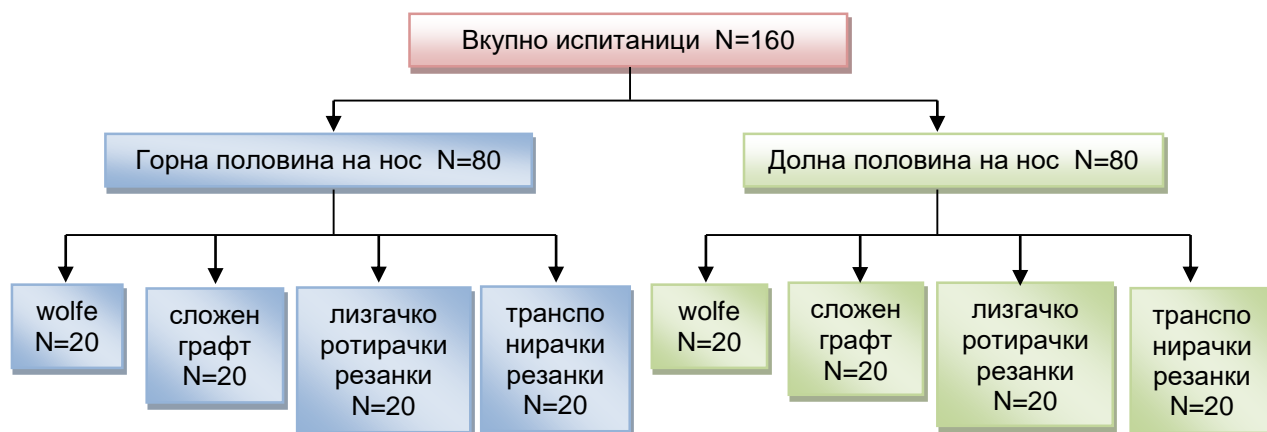 Вкупно испитаници N=160
Горна половина на нос N=80
Долна половина на нос N=80
wolfe
N=20
сложен
графт
N=20
лизгачко
ротирачки
резанки
N=20
транспо
нирачки
резанки
N=20
wolfe
N=20
сложен
графт
N=20
лизгачко
ротирачки
резанки
N=20
транспо
нирачки
резанки
N=20